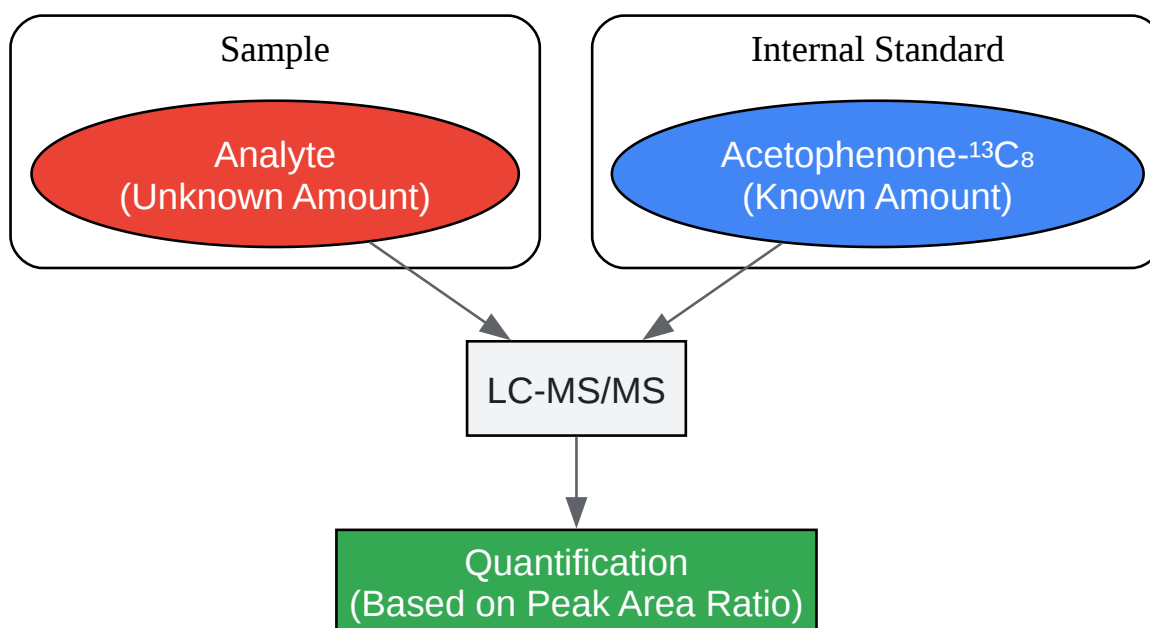 Sample
Internal Standard
Analyte
(Unknown Amount)
Acetophenone-¹³C₈
(Known Amount)
LC-MS/MS
Quantification
(Based on Peak Area Ratio)